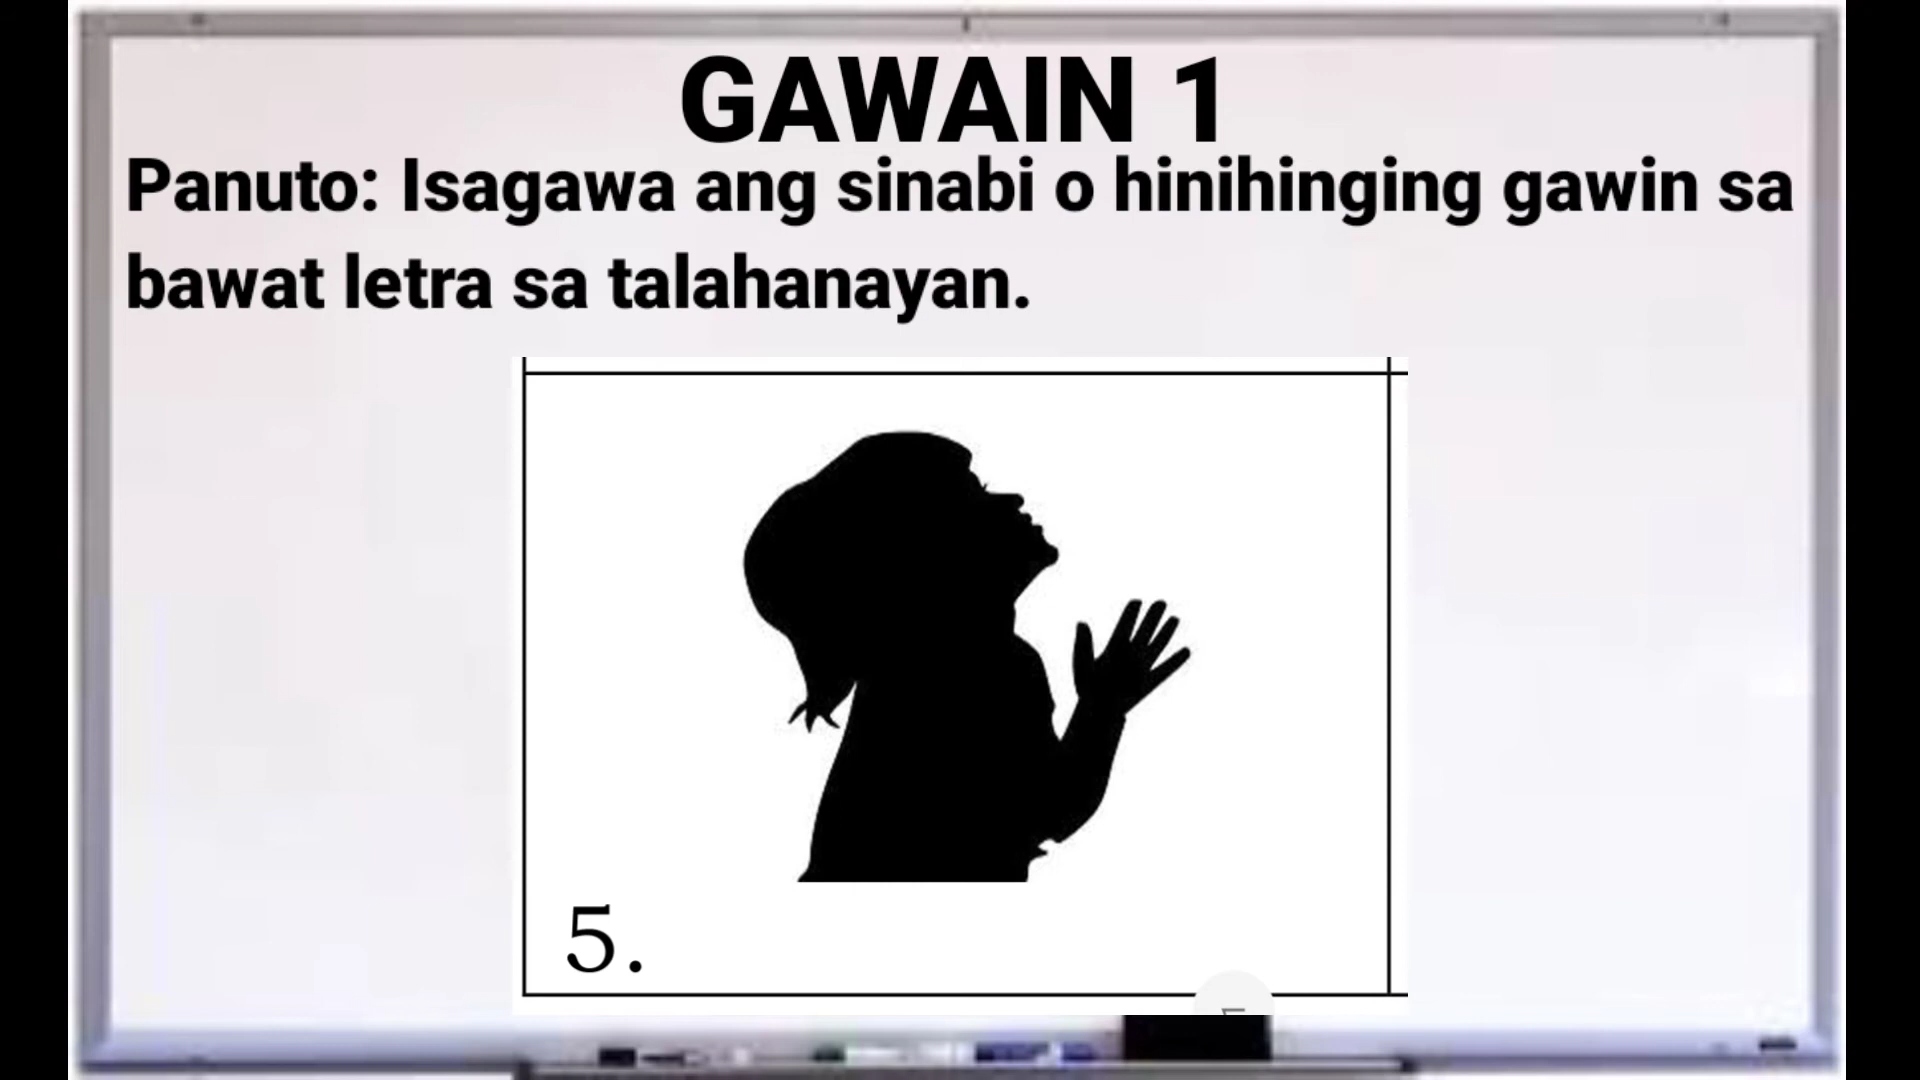 GAWAIN 1
Panuto: Isagawa ang sinabi o hinihinging gawin sa
bawat letra sa talahanayan.
5.